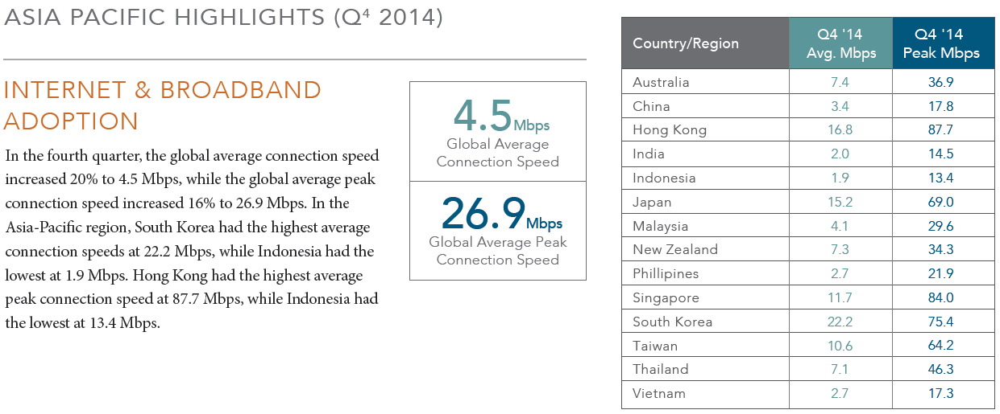 ASIA PACIFIC HIGHLIGHTS (Q⁴ 2014)
INTERNET & BROADBAND
ADOPTION
In the fourth quarter, the global average connection speed
increased 20% to 4.5 Mbps, while the global average peak
connection speed increased 16% to 26.9 Mbps. In the
Asia-Pacific region, South Korea had the highest average
connection speeds at 22.2 Mbps, while Indonesia had the
lowest at 1.9 Mbps. Hong Kong had the highest average
peak connection speed at 87.7 Mbps, while Indonesia had
the lowest at 13.4 Mbps.
4.5 Mbps
Global Average
Connection Speed
26.9 Mbps
Global Average Peak
Connection Speed
Country/Region
Q4 '14
Avg. Mbps
Q4 '14
Peak Mbps
Australia 7.4 36.9
China 3.4 17.8
Hong Kong 16.8 87.7
India 2.0 14.5
Indonesia 1.9 13.4
Japan 15.2 69.0
Malaysia 4.1 29.6
New Zealand 7.3 34.3
Phillipines 2.7 21.9
Singapore 11.7 84.0
South Korea 22.2 75.4
Taiwan 10.6 64.2
Thailand 7.1 46.3
Vietnam 2.7 17.3